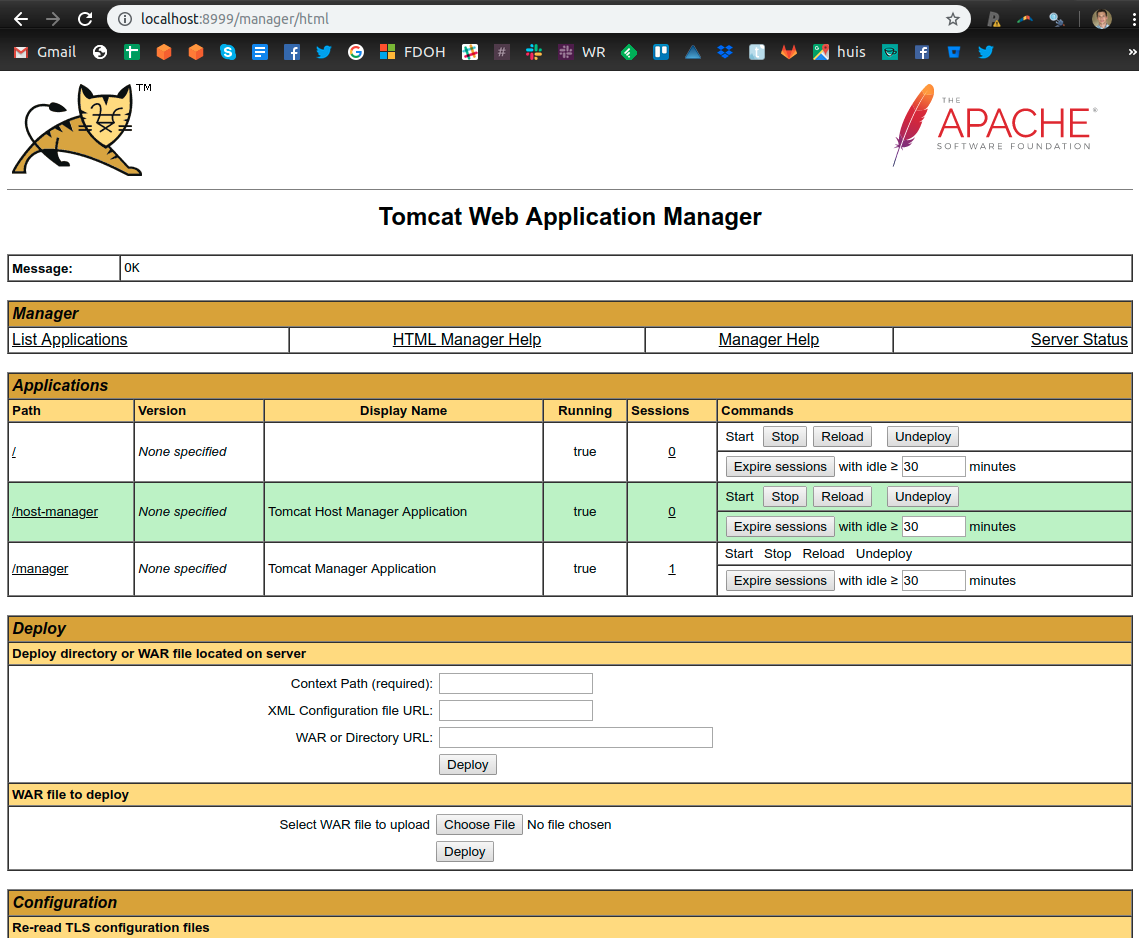 localhost:8999/manager/html
Gmail FDOH # WR huis »
TM
THE
APACHE®
SOFTWARE FOUNDATION
Tomcat Web Application Manager
Message: OK
Manager
List Applications HTML Manager Help Manager Help Server Status
Applications
Path Version Display Name Running Sessions Commands
/ None specified true 0 Start Stop Reload Undeploy
Expire sessions with idle ≥ 30 minutes
/host-manager None specified Tomcat Host Manager Application true 0 Start Stop Reload Undeploy
Expire sessions with idle ≥ 30 minutes
/manager None specified Tomcat Manager Application true 1 Start Stop Reload Undeploy
Expire sessions with idle ≥ 30 minutes
Deploy
Deploy directory or WAR file located on server
Context Path (required):
XML Configuration file URL:
WAR or Directory URL:
Deploy
WAR file to deploy
Select WAR file to upload Choose File No file chosen
Deploy
Configuration
Re-read TLS configuration files